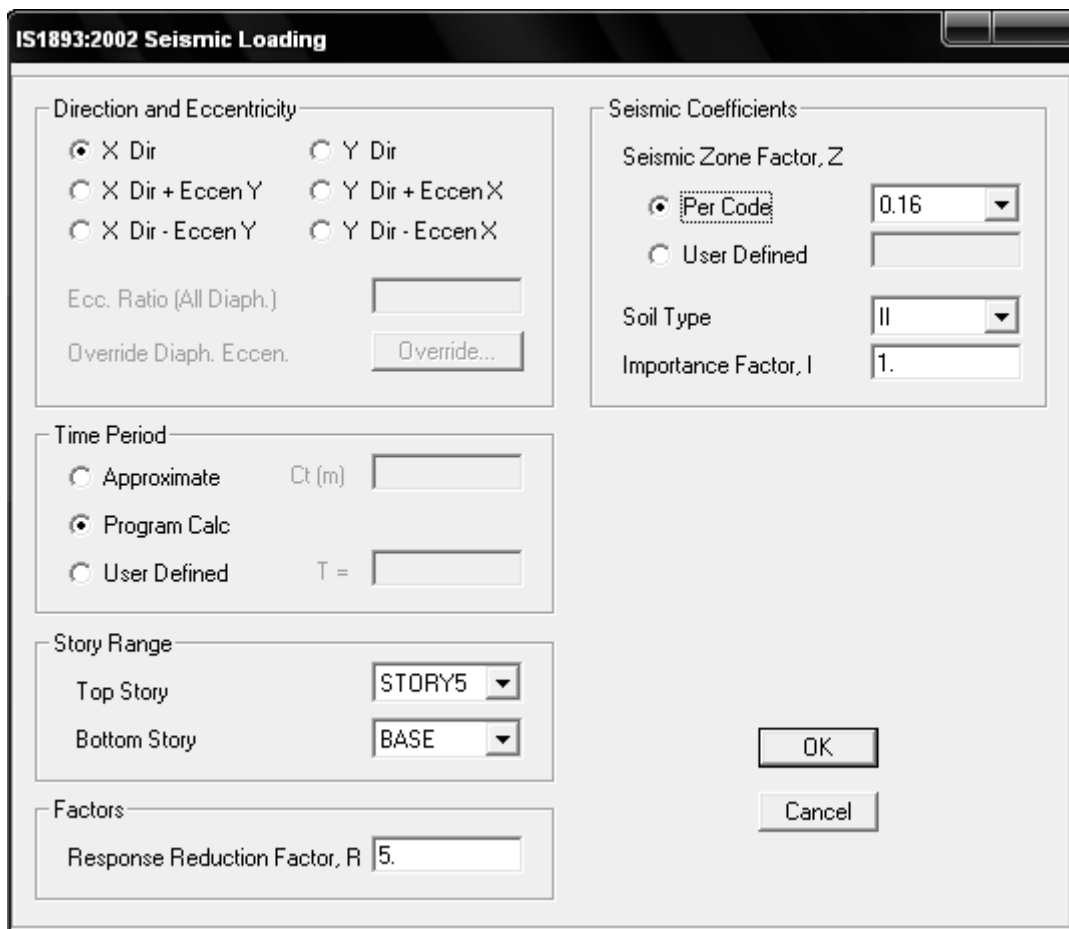 IS1893:2002 Seismic Loading
Direction and Eccentricity
X Dir
Y Dir
X Dir + Eccen Y
Y Dir + Eccen X
X Dir - Eccen Y
Y Dir - Eccen X
Ecc. Ratio (All Diaph.)
Override Diaph. Eccen.
Override...
Seismic Coefficients
Seismic Zone Factor, Z
Per Code
0.16
User Defined
Soil Type
II
Importance Factor, I
1.
Time Period
Approximate
Ct (m)
Program Calc
User Defined
T =
Story Range
Top Story
STORY5
Bottom Story
BASE
Factors
Response Reduction Factor, R
5.
OK
Cancel